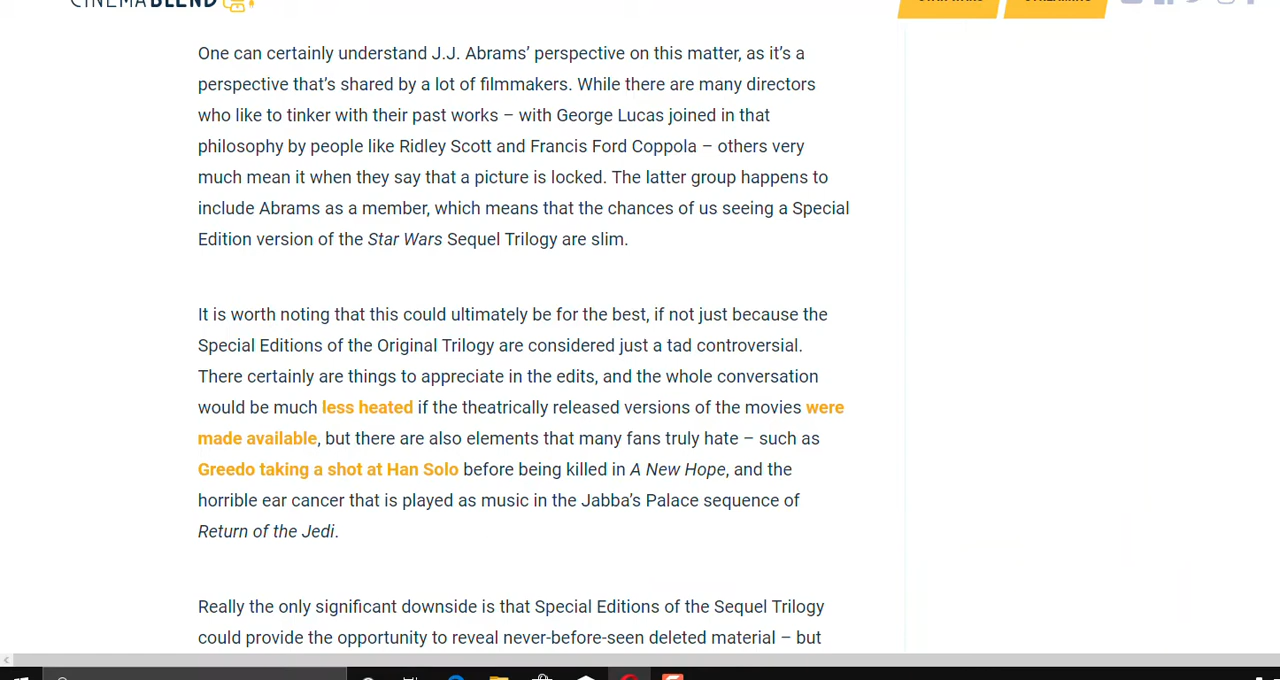 CINEMABLEND
One can certainly understand J.J. Abrams’ perspective on this matter, as it’s a
perspective that’s shared by a lot of filmmakers. While there are many directors
who like to tinker with their past works – with George Lucas joined in that
philosophy by people like Ridley Scott and Francis Ford Coppola – others very
much mean it when they say that a picture is locked. The latter group happens to
include Abrams as a member, which means that the chances of us seeing a Special
Edition version of the Star Wars Sequel Trilogy are slim.
It is worth noting that this could ultimately be for the best, if not just because the
Special Editions of the Original Trilogy are considered just a tad controversial.
There certainly are things to appreciate in the edits, and the whole conversation
would be much less heated if the theatrically released versions of the movies were
made available, but there are also elements that many fans truly hate – such as
Greedo taking a shot at Han Solo before being killed in A New Hope, and the
horrible ear cancer that is played as music in the Jabba’s Palace sequence of
Return of the Jedi.
Really the only significant downside is that Special Editions of the Sequel Trilogy
could provide the opportunity to reveal never-before-seen deleted material – but